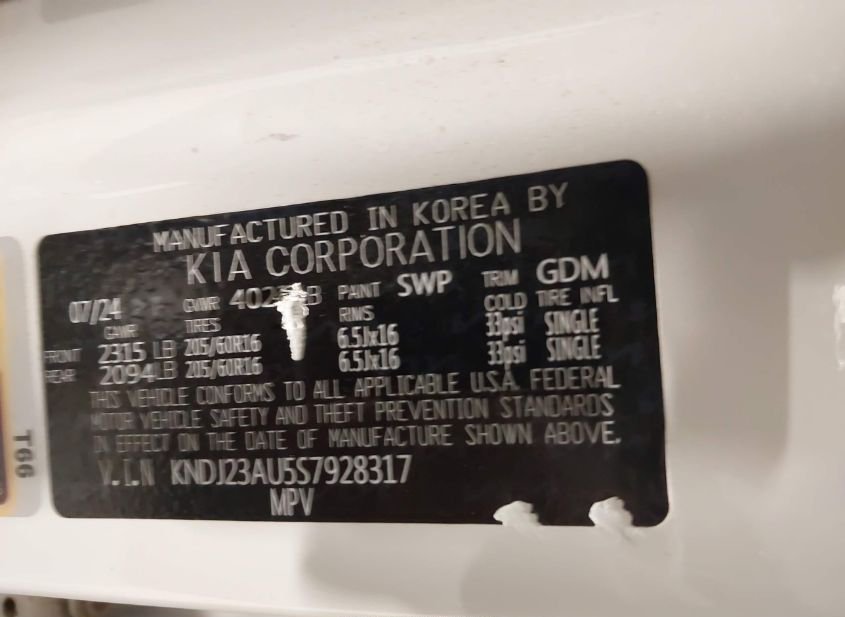 MANUFACTURED IN KOREA BY
KIA CORPORATION
07/24 GVWR PAINT SWP TRIM GDM
GAWR TIRES RIMS COLD TIRE INFL
FRONT 2315 LB 205/60R16 6.5Jx16 33psi SINGLE
REAR 2094LB 205/60R16 6.5Jx16 33psi SINGLE
THIS VEHICLE CONFORMS TO ALL APPLICABLE U.S.A. FEDERAL
MOTOR VEHICLE SAFETY AND THEFT PREVENTION STANDARDS
IN EFFECT ON THE DATE OF MANUFACTURE SHOWN ABOVE.
V.I.N KNDJ23AU5S7928317
MPV
T66